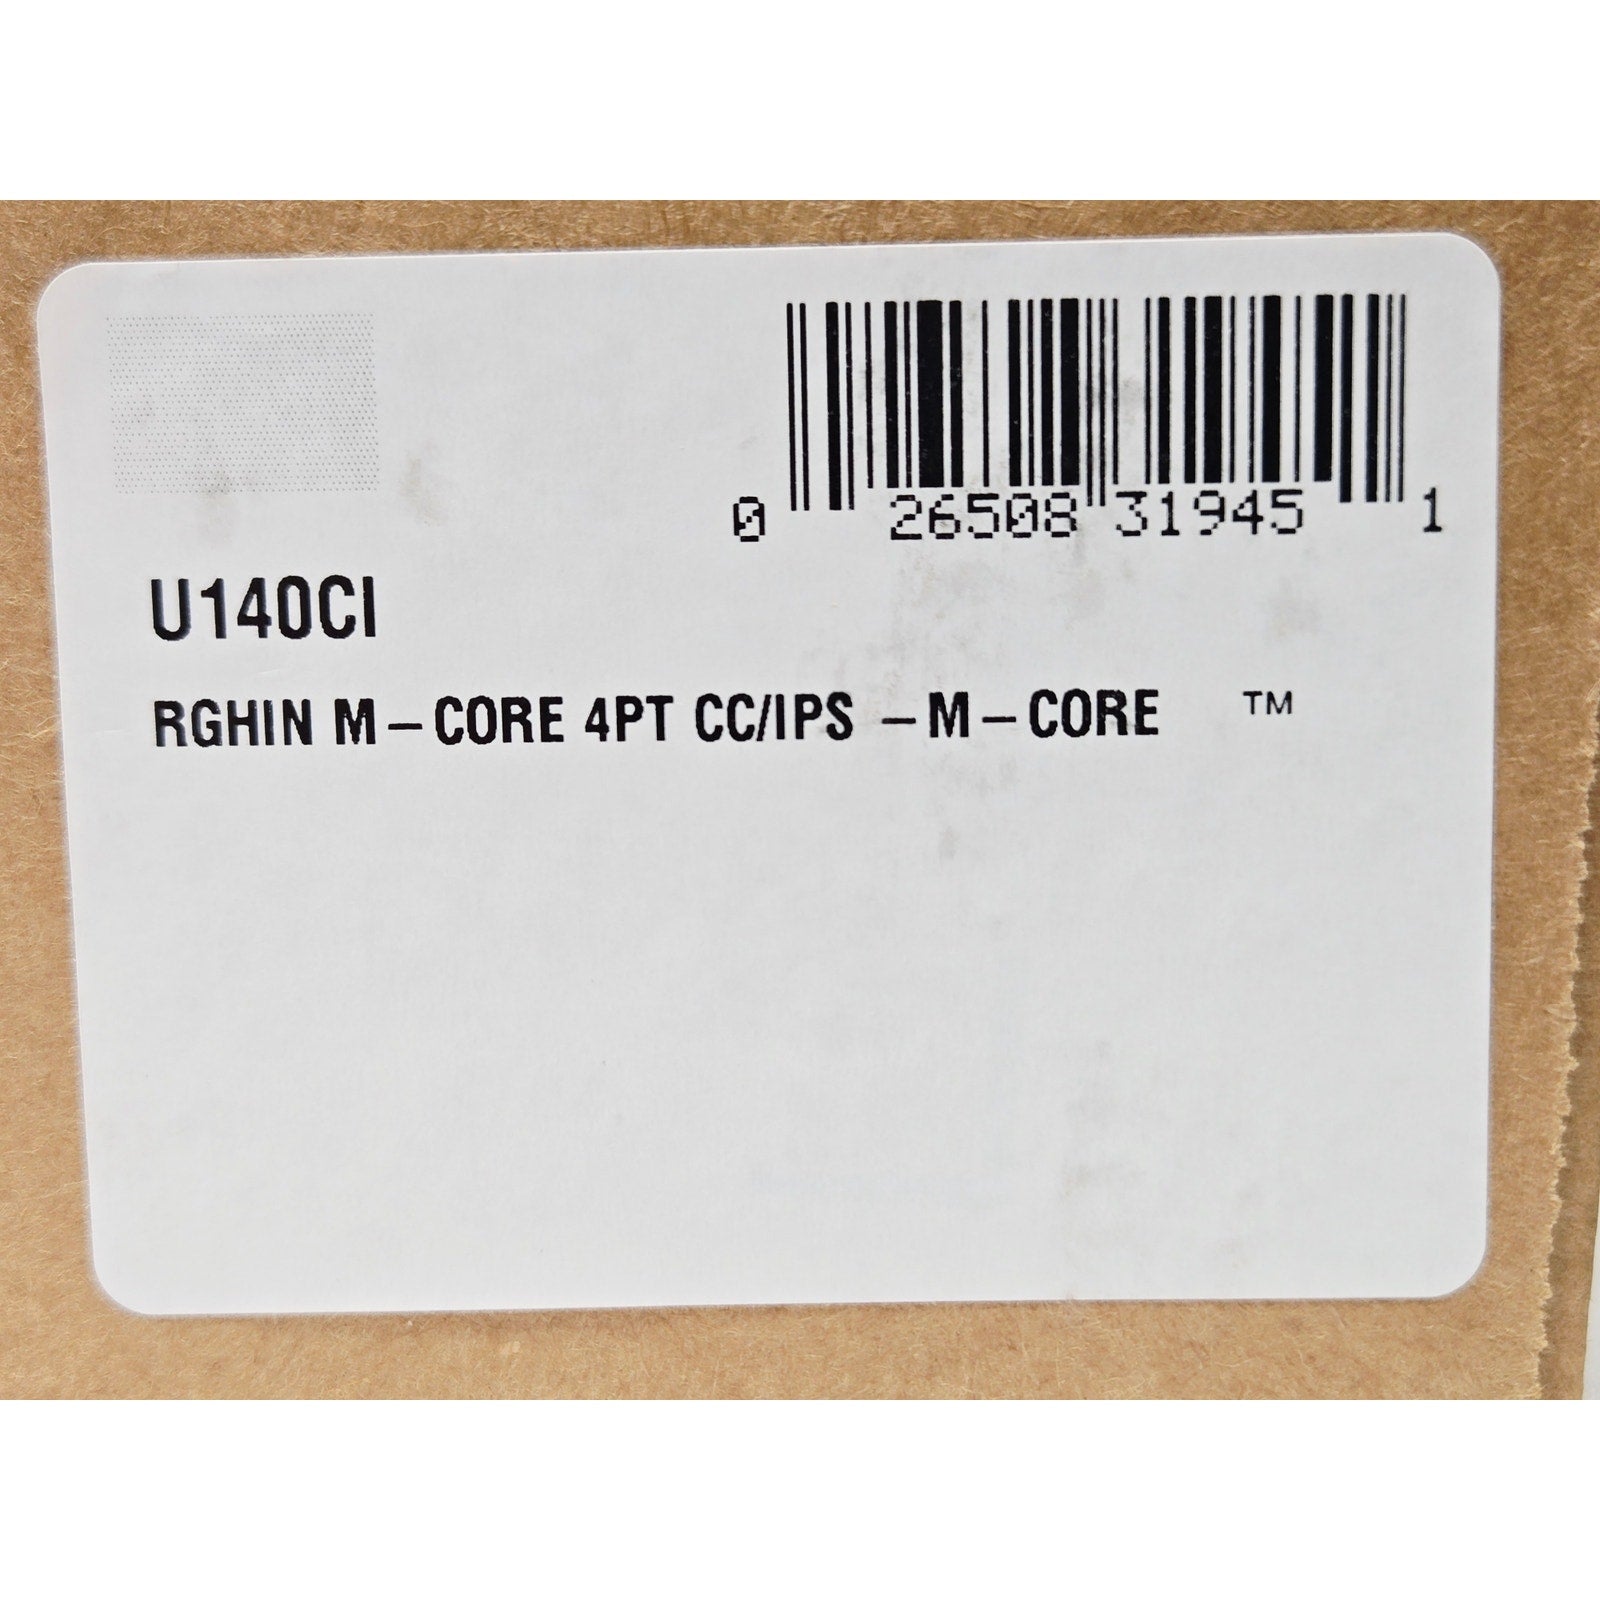 0 26508 31945 1
U140CI
RGHIN M-CORE 4PT CC/IPS -M-CORE ™